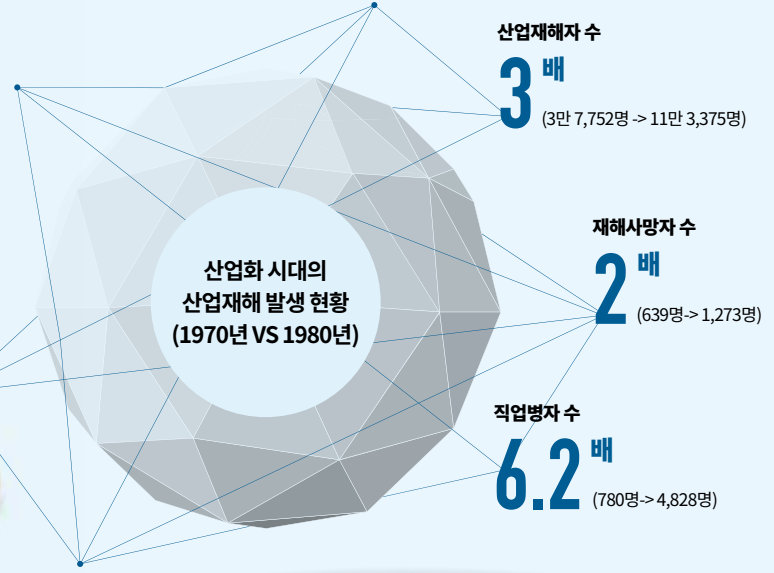 산업재해자 수
3배
(3만 7,752명 -> 11만 3,375명)
산업화 시대의
산업재해 발생 현황
(1970년 VS 1980년)
재해사망자 수
2배
(639명-> 1,273명)
직업병자 수
6.2배
(780명-> 4,828명)